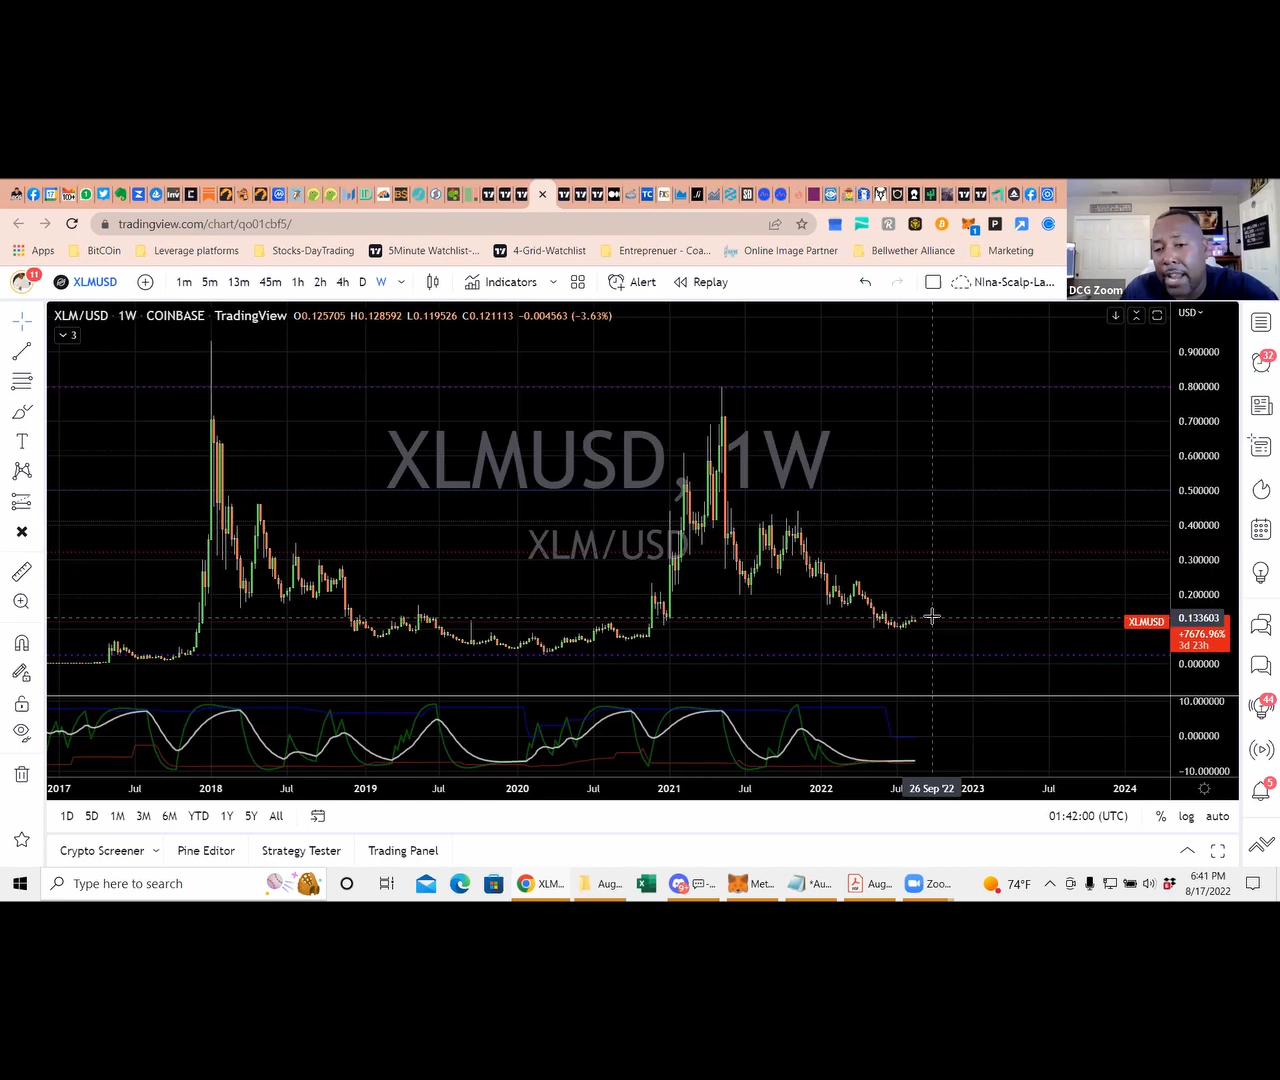 tradingview.com/chart/qo01cbf5/
Apps BitCOin Leverage platforms Stocks-DayTrading 5Minute Watchlist-... 4-Grid-Watchlist Entreprenuer - Coa... Online Image Partner Bellwether Alliance Marketing
DCG Zoom
11 XLMUSD 1m 5m 13m 45m 1h 2h 4h D W Indicators Alert Replay NIna-Scalp-La...
XLM/USD · 1W · COINBASE · TradingView O0.125705 H0.128592 L0.119526 C0.121113 -0.004563 (-3.63%)
USD
3
0.900000
0.800000
0.700000
0.600000
0.500000
0.400000
0.300000
0.200000
XLMUSD, 1W
XLM/USD
XLMUSD
0.133603
+7676.96%
3d 23h
0.000000
10.000000
0.000000
-10.000000
32
44
5
2017 Jul 2018 Jul 2019 Jul 2020 Jul 2021 Jul 2022 26 Sep '22 2023 Jul 2024
1D 5D 1M 3M 6M YTD 1Y 5Y All 01:42:00 (UTC) % log auto
Crypto Screener Pine Editor Strategy Tester Trading Panel
Type here to search XLM... Aug... Met... *Au... Aug... Zoo... 74°F 6:41 PM
8/17/2022